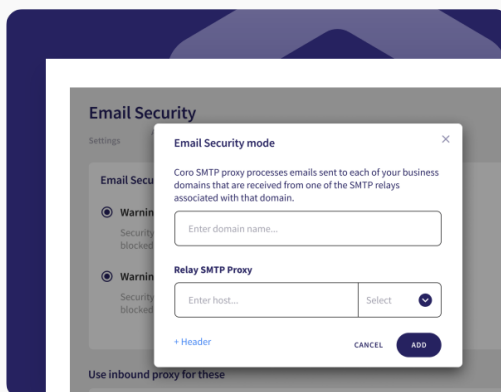 Email Security
Settings
Email Security mode
Coro SMTP proxy processes emails sent to each of your business
domains that are received from one of the SMTP relays
associated with that domain.
Email Secu
Warnin
Security
blocked
Enter domain name...
Relay SMTP Proxy
Warnin
Security
blocked
Enter host...
Select
+ Header
CANCEL
ADD
Use inbound proxy for these